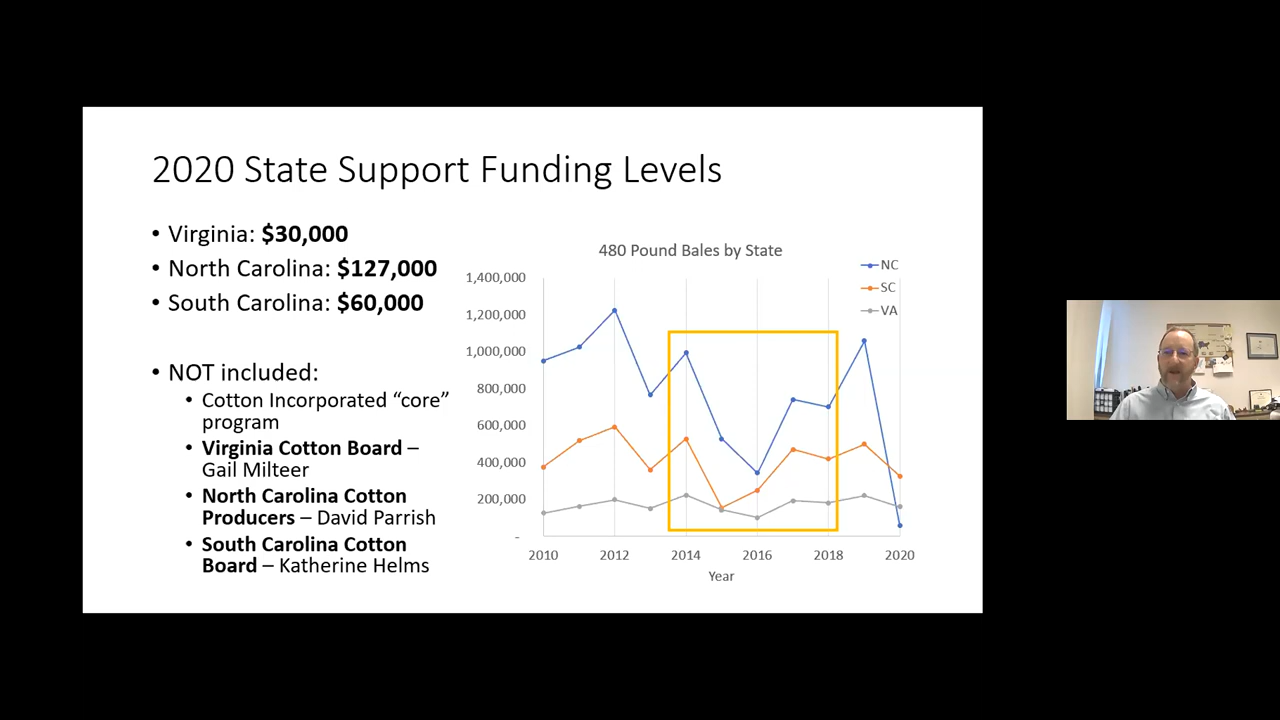 2020 State Support Funding Levels
• Virginia: $30,000
• North Carolina: $127,000
• South Carolina: $60,000
• NOT included:
• Cotton Incorporated “core”
program
• Virginia Cotton Board –
Gail Milteer
• North Carolina Cotton
Producers – David Parrish
• South Carolina Cotton
Board – Katherine Helms
480 Pound Bales by State
NC
SC
VA
1,400,000
1,200,000
1,000,000
800,000
600,000
400,000
200,000
-
2010 2012 2014 2016 2018 2020
Year